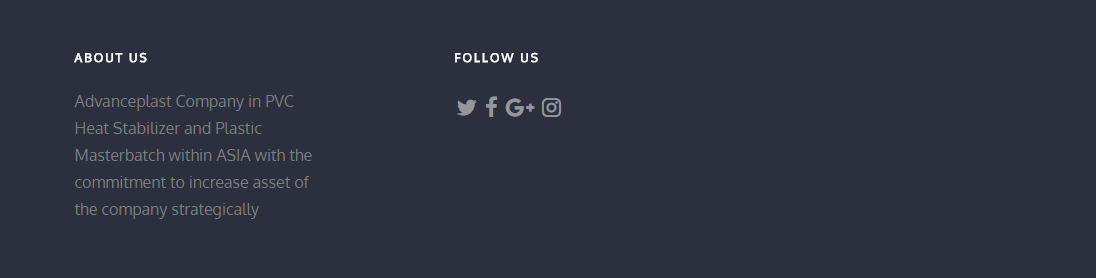 ABOUT US
Advanceplast Company in PVC
Heat Stabilizer and Plastic
Masterbatch within ASIA with the
commitment to increase asset of
the company strategically
FOLLOW US